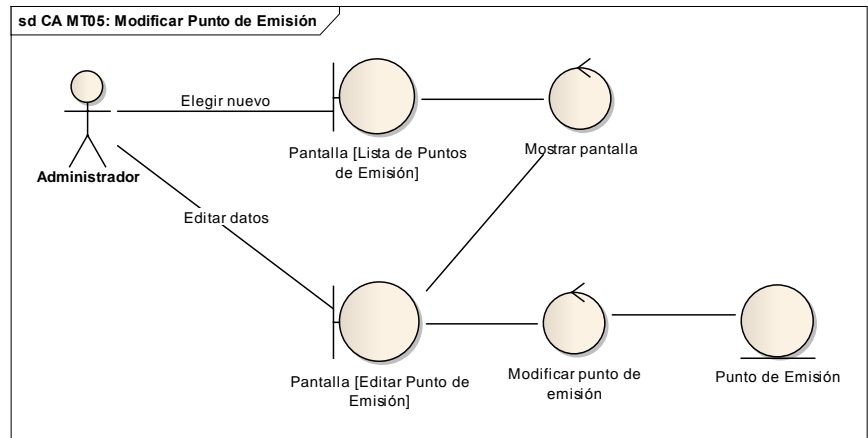 sd CA MT05: Modificar Punto de Emisión
Elegir nuevo
Pantalla [Lista de Puntos
de Emisión]
Mostrar pantalla
Administrador
Editar datos
Pantalla [Editar Punto de
Emisión]
Modificar punto de
emisión
Punto de Emisión